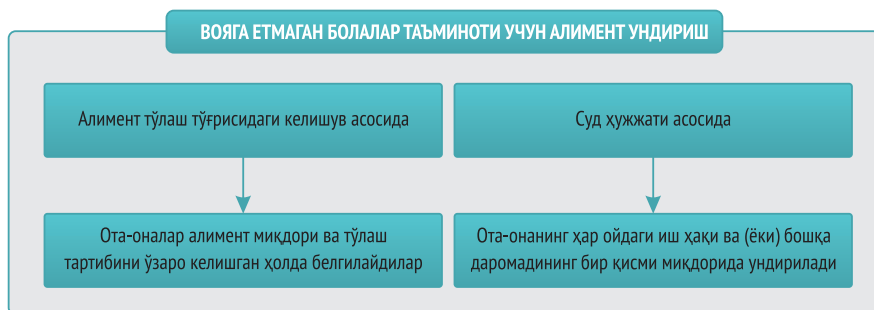 ВОЯГА ЕТМАГАН БОЛАЛАР ТАЪМИНОТИ УЧУН АЛИМЕНТ УНДИРИШ
Алимент тўлаш тўғрисидаги келишув асосида
Суд ҳужжати асосида
Ота-оналар алимент миқдори ва тўлаш
тартибини ўзаро келишган ҳолда белгилайдилар
Ота-онанинг ҳар ойдаги иш ҳақи ва (ёки) бошқа
даромадининг бир қисми миқдорида ундирилади